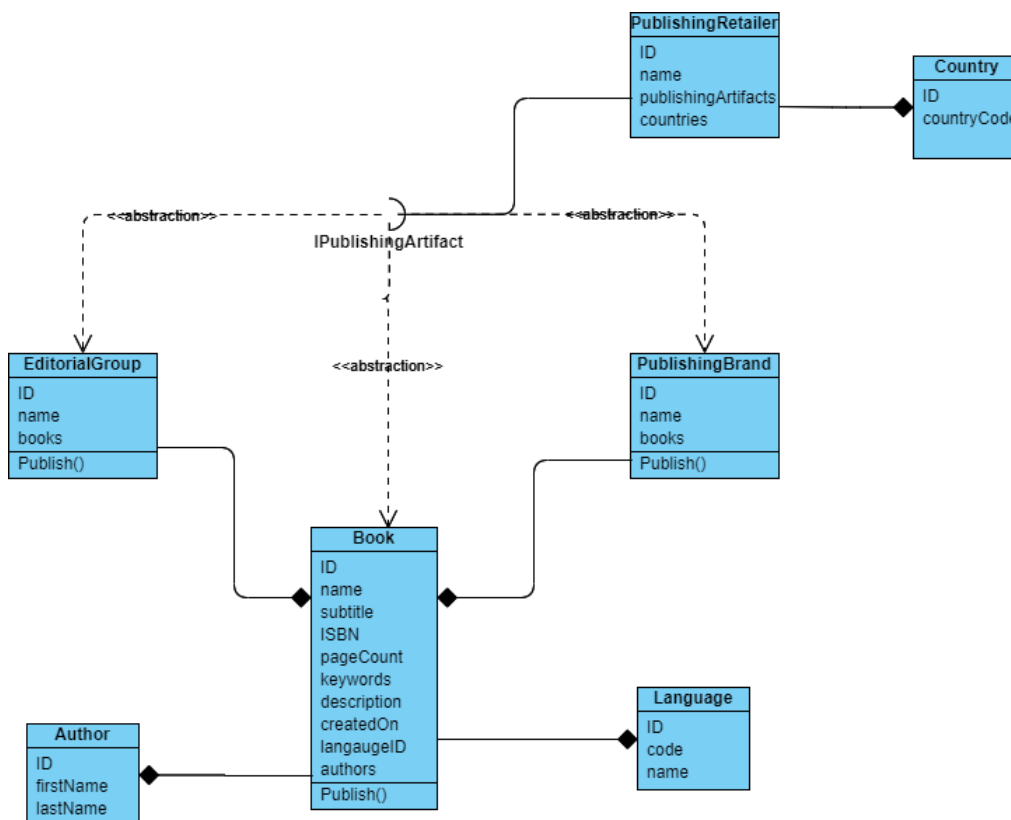 PublishingRetailer
ID
name
publishingArtifacts
countries
Country
ID
countryCode
<<abstraction>>
<<abstraction>>
IPublishingArtifact
<<abstraction>>
EditorialGroup
ID
name
books
Publish()
PublishingBrand
ID
name
books
Publish()
Book
ID
name
subtitle
ISBN
pageCount
keywords
description
createdOn
langaugeID
authors
Publish()
Language
ID
code
name
Author
ID
firstName
lastName